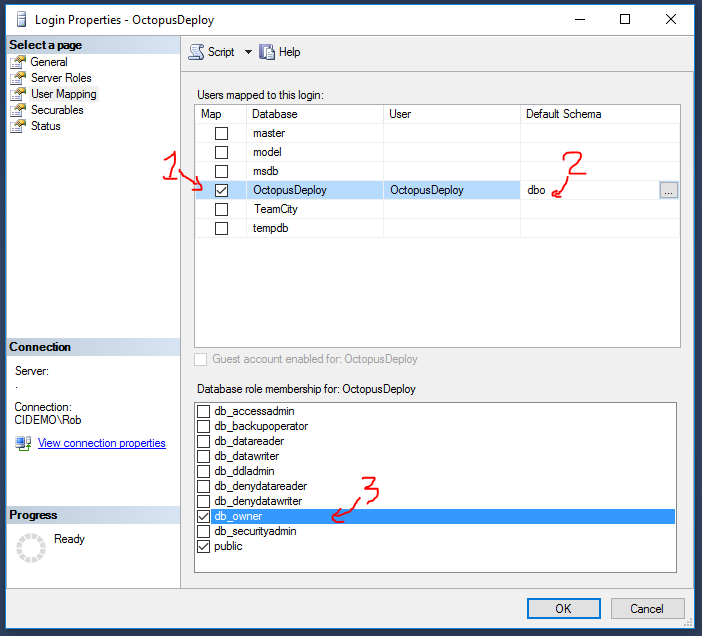 Login Properties - OctopusDeploy
Select a page
General
Server Roles
User Mapping
Securables
Status
Script Help
Users mapped to this login:
Map Database User Default Schema
master
model
msdb
1 2
OctopusDeploy OctopusDeploy dbo ...
TeamCity
tempdb
Guest account enabled for: OctopusDeploy
Database role membership for: OctopusDeploy
db_accessadmin
db_backupoperator
db_datareader
db_datawriter
db_ddladmin
db_denydatareader
db_denydatawriter
3
db_owner
db_securityadmin
public
Connection
Server:
.
Connection:
CIDEMO\Rob
View connection properties
Progress
Ready
OK Cancel